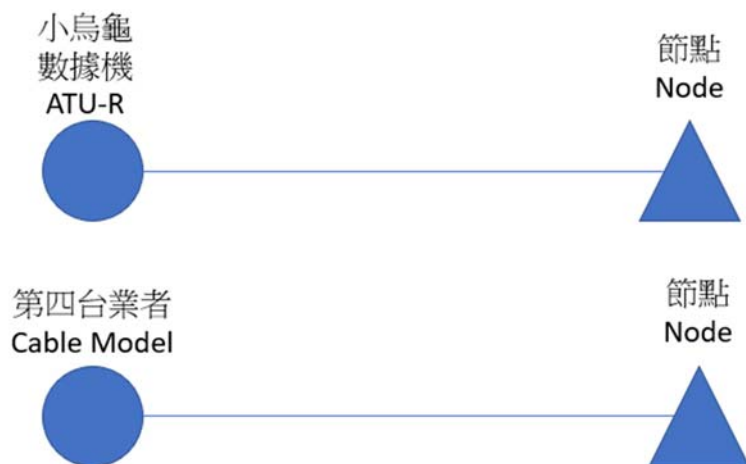 小烏龜
數據機
ATU-R
節點
Node
第四台業者
Cable Model
節點
Node